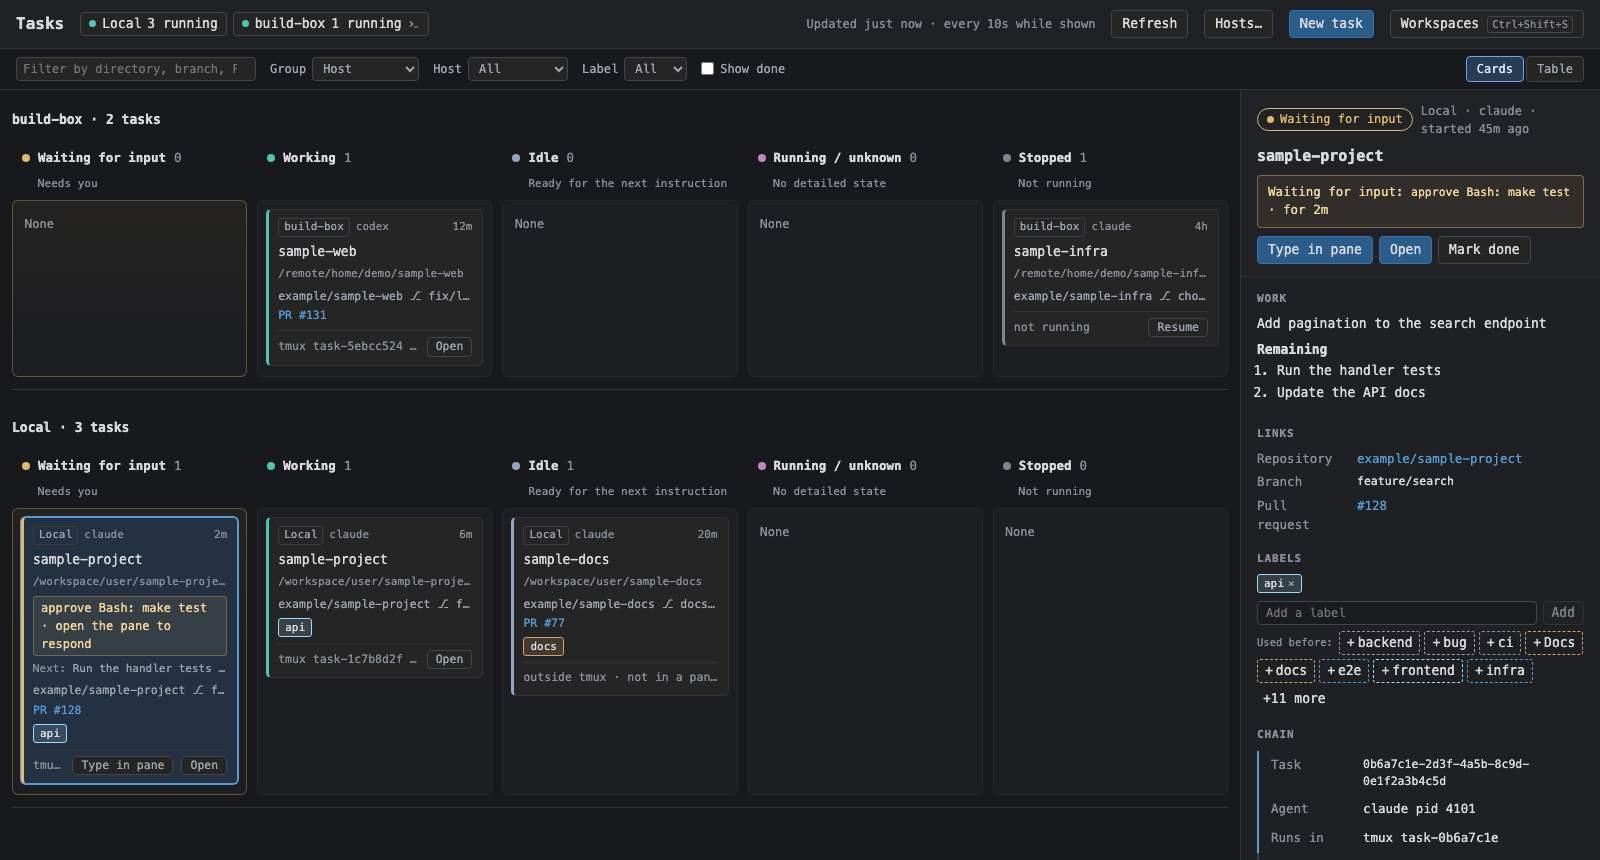 Tasks
Local 3 running
build-box 1 running >_
Updated just now · every 10s while shown
Refresh
Hosts…
New task
Workspaces Ctrl+Shift+S
Filter by directory, branch, 
Group Host
Host All
Label All
Show done
Cards
Table
build-box · 2 tasks
Waiting for input 0
Needs you
None
Working 1
build-box codex 12m
sample-web
/remote/home/demo/sample-web
example/sample-web ⎇ fix/l…
PR #131
tmux task-5ebcc524 … Open
Idle 0
Ready for the next instruction
None
Running / unknown 0
No detailed state
None
Stopped 1
Not running
build-box claude 4h
sample-infra
/remote/home/demo/sample-inf…
example/sample-infra ⎇ cho…
not running Resume
Local · 3 tasks
Waiting for input 1
Needs you
Local claude 2m
sample-project
/workspace/user/sample-proje…
approve Bash: make test
· open the pane to
respond
Next: Run the handler tests …
example/sample-project ⎇ f…
PR #128
api
tmu… Type in pane Open
Working 1
Local claude 6m
sample-project
/workspace/user/sample-proje…
example/sample-project ⎇ f…
api
tmux task-1c7b8d2f … Open
Idle 1
Ready for the next instruction
Local claude 20m
sample-docs
/workspace/user/sample-docs
example/sample-docs ⎇ docs…
PR #77
docs
outside tmux · not in a pan…
Running / unknown 0
No detailed state
None
Stopped 0
Not running
None
Waiting for input
Local · claude ·
started 45m ago
sample-project
Waiting for input: approve Bash: make test
· for 2m
Type in pane Open Mark done
WORK
Add pagination to the search endpoint
Remaining
1. Run the handler tests
2. Update the API docs
LINKS
Repository example/sample-project
Branch feature/search
Pull request #128
LABELS
api ×
Add a label Add
Used before: +backend +bug +ci +Docs
+docs +e2e +frontend +infra
+11 more
CHAIN
Task 0b6a7c1e-2d3f-4a5b-8c9d-
0e1f2a3b4c5d
Agent claude pid 4101
Runs in tmux task-0b6a7c1e